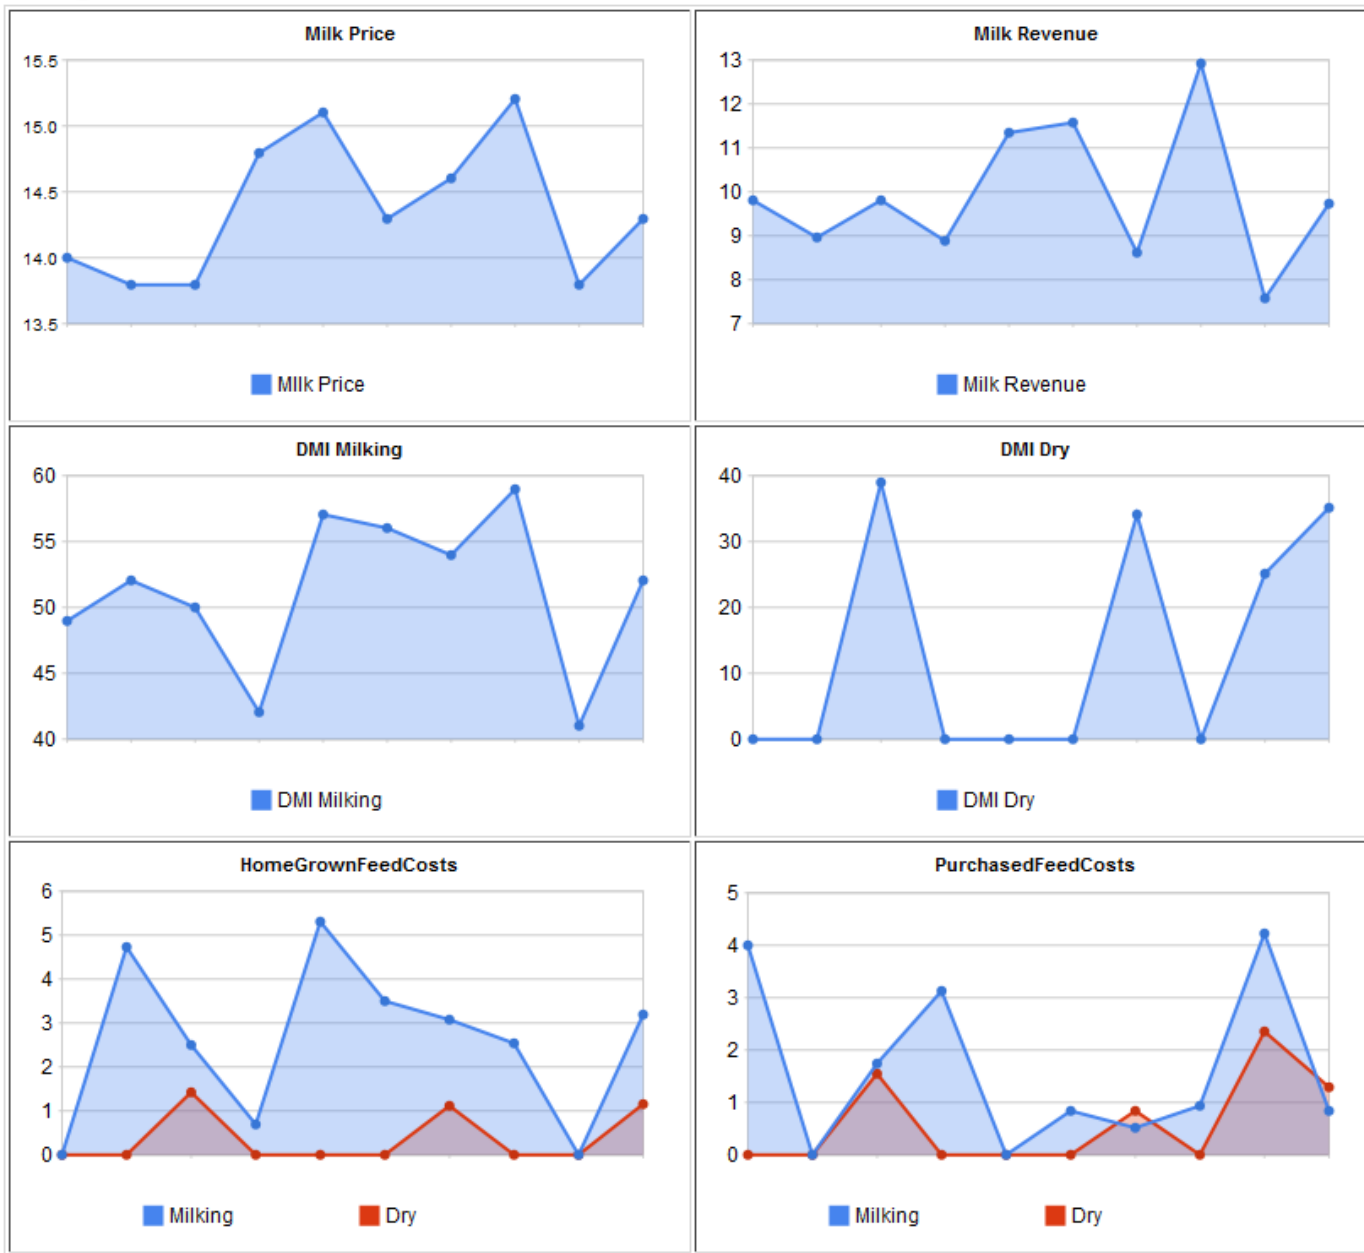 Milk Price
15.5
15.0
14.5
14.0
13.5
MIlk Price
Milk Revenue
13
12
11
10
9
8
7
Milk Revenue
DMI Milking
60
55
50
45
40
DMI Milking
DMI Dry
40
30
20
10
0
DMI Dry
HomeGrownFeedCosts
6
5
4
3
2
1
0
Milking Dry
PurchasedFeedCosts
5
4
3
2
1
0
Milking Dry